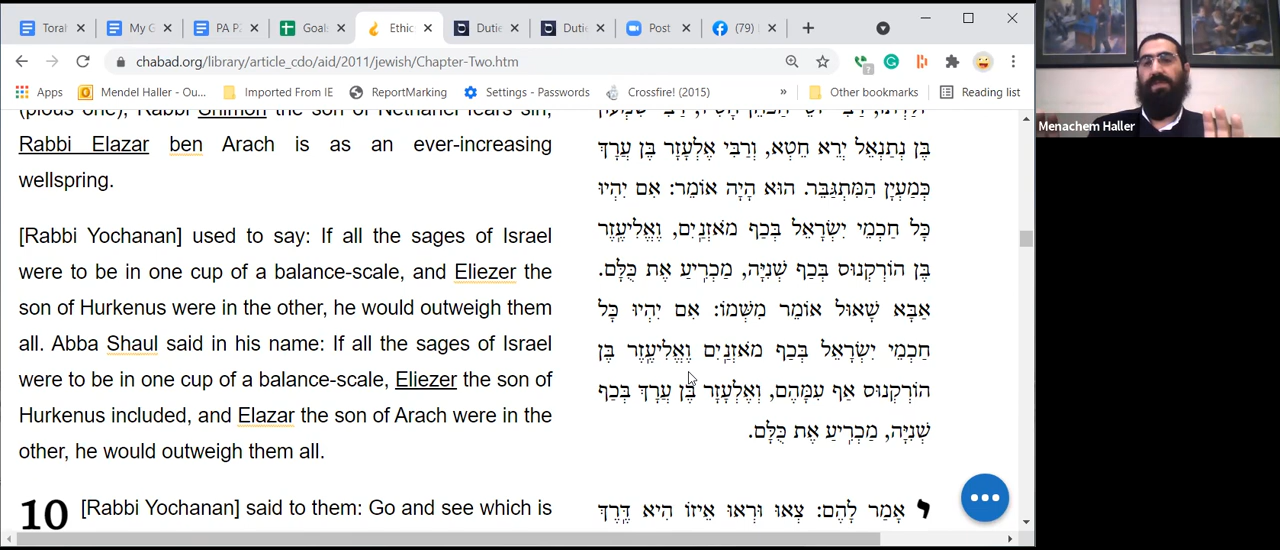 Torah
My G
PA P
Goals
Ethic
Dutie
Dutie
Post
(79)
chabad.org/library/article_cdo/aid/2011/jewish/Chapter-Two.htm
Apps
Mendel Haller - Ou...
Imported From IE
ReportMarking
Settings - Passwords
Crossfire! (2015)
»
Other bookmarks
Reading list
Menachem Haller
(pious one), Rabbi Shimon the son of Nethanel fears sin,
Rabbi Elazar ben Arach is as an ever-increasing
wellspring.
[Rabbi Yochanan] used to say: If all the sages of Israel
were to be in one cup of a balance-scale, and Eliezer the
son of Hurkenus were in the other, he would outweigh them
all. Abba Shaul said in his name: If all the sages of Israel
were to be in one cup of a balance-scale, Eliezer the son of
Hurkenus included, and Elazar the son of Arach were in the
other, he would outweigh them all.
10 [Rabbi Yochanan] said to them: Go and see which is
בֶּן נְתַנְאֵל יְרֵא חֵטְא, וְרַבִּי אֶלְעָזָר בֶּן עֲרָךְ
כְּמַעְיָן הַמִּתְגַּבֵּר. הוּא הָיָה אוֹמֵר: אִם יִהְיוּ
כָּל חַכְמֵי יִשְׂרָאֵל בְּכַף מֹאזְנַיִם, וֶאֱלִיעֶזֶר
בֶּן הוֹרְקְנוּס בְּכַף שְׁנִיָּה, מַכְרִיעַ אֶת כֻּלָּם.
אַבָּא שָׁאוּל אוֹמֵר מִשְּׁמוֹ: אִם יִהְיוּ כָּל
חַכְמֵי יִשְׂרָאֵל בְּכַף מֹאזְנַיִם וֶאֱלִיעֶזֶר בֶּן
הוֹרְקְנוּס אַף עִמָּהֶם, וְאֶלְעָזָר בֶּן עֲרָךְ בְּכַף
שְׁנִיָּה, מַכְרִיעַ אֶת כֻּלָּם.
י אָמַר לָהֶם: צְאוּ וּרְאוּ אֵיזוֹ הִיא דֶּרֶךְ